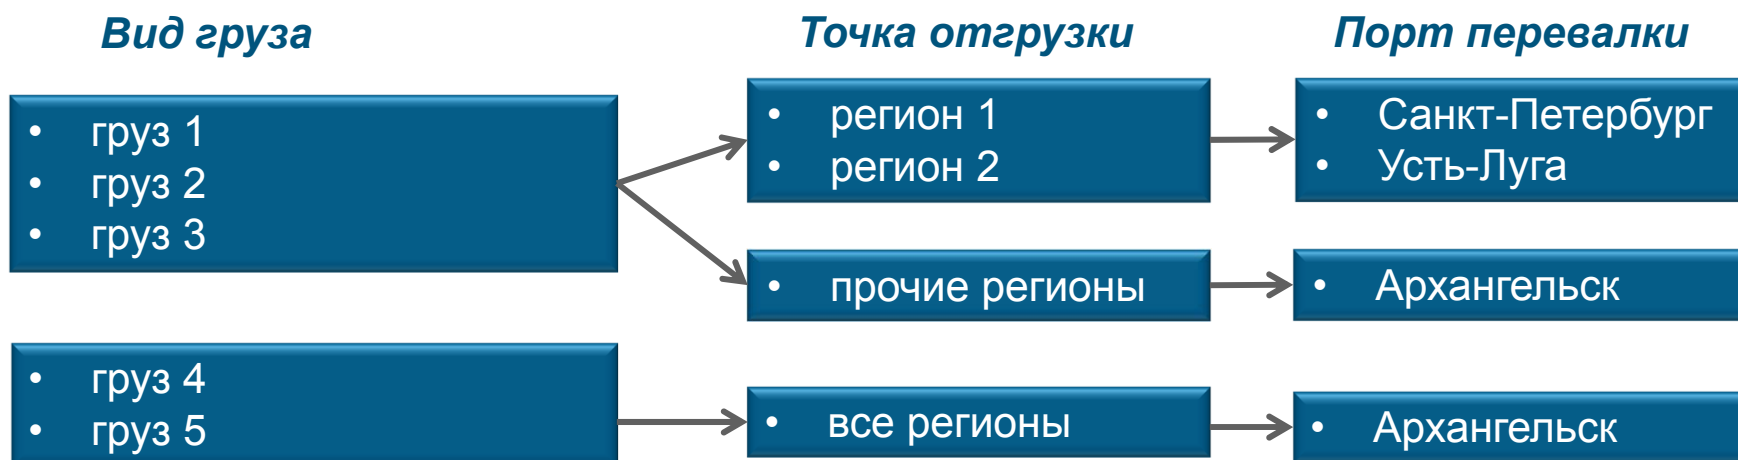 Вид груза
Точка отгрузки
Порт перевалки
• груз 1
• груз 2
• груз 3
• регион 1
• регион 2
• Санкт-Петербург
• Усть-Луга
• прочие регионы
• Архангельск
• груз 4
• груз 5
• все регионы
• Архангельск